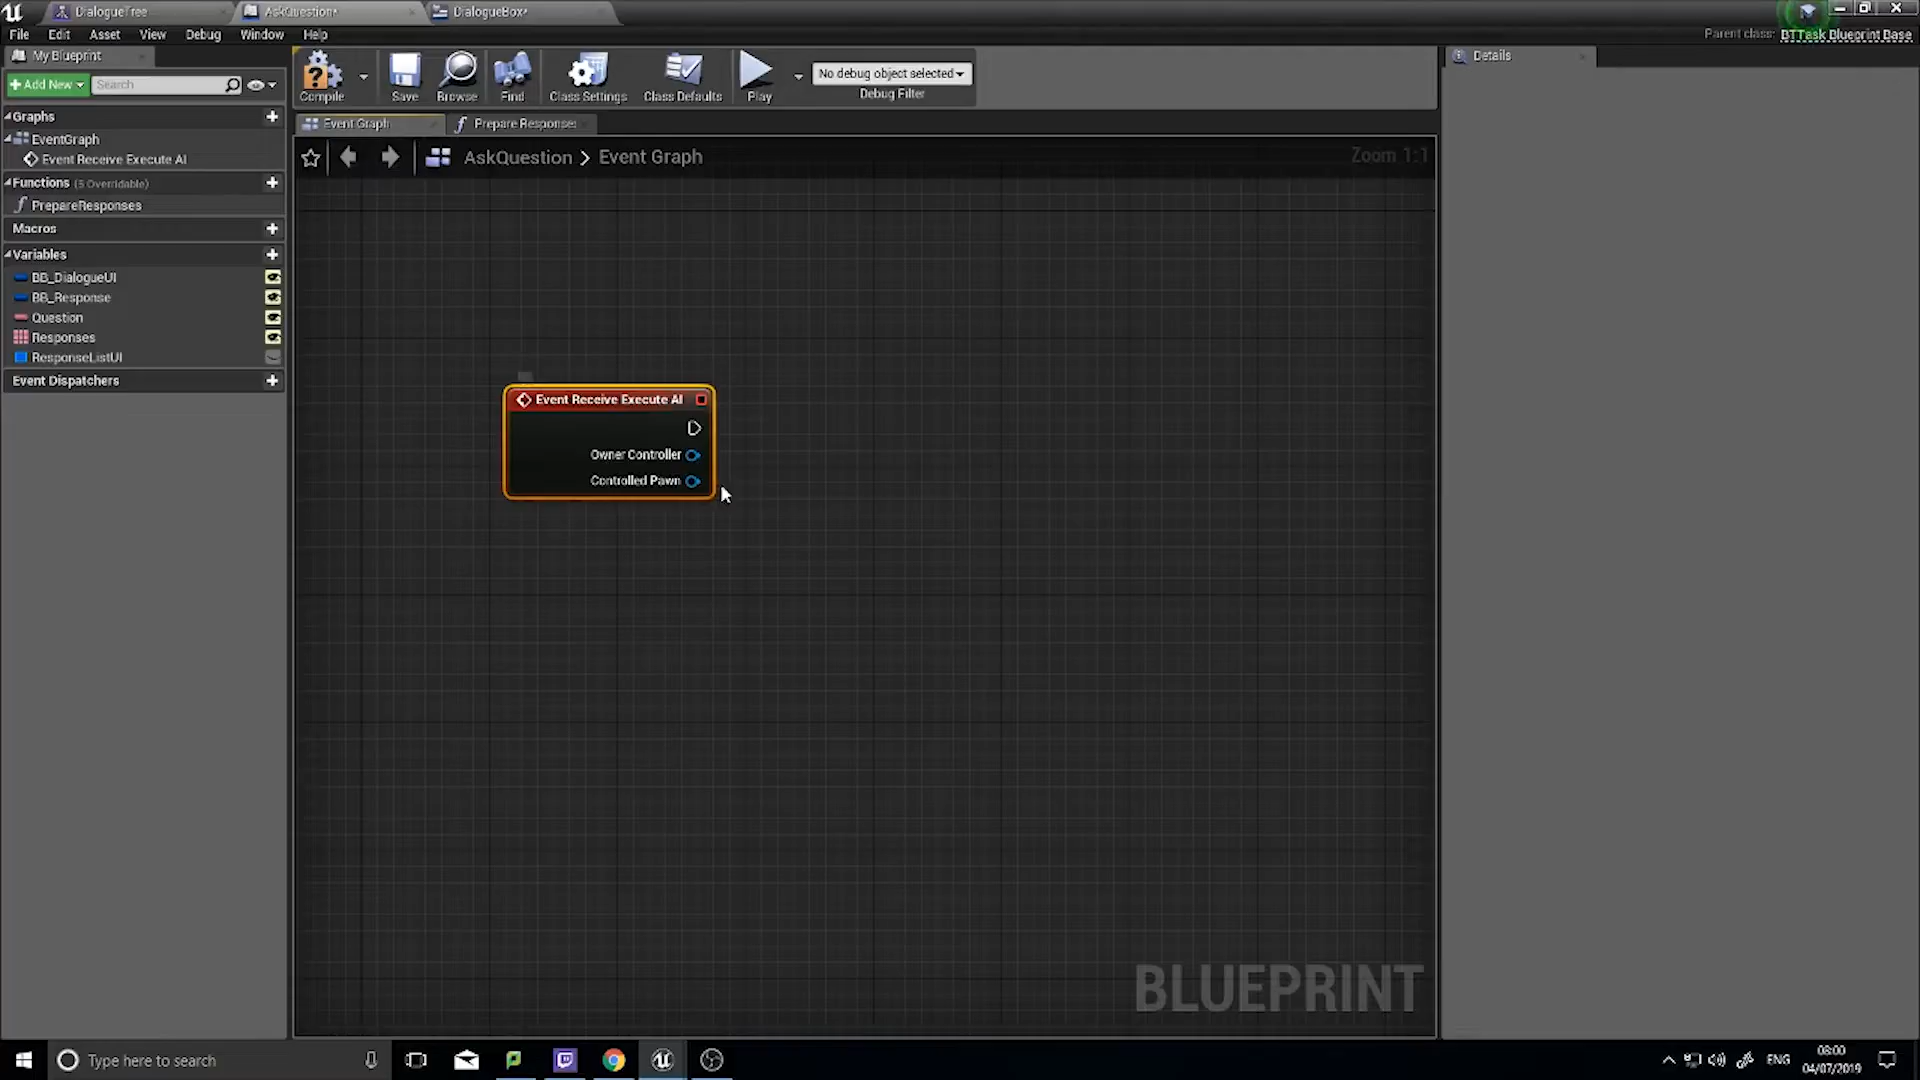 DialogueTree
AskQuestion*
DialogueBox*
File Edit Asset View Debug Window Help
Parent class: BTTask Blueprint Base
My Blueprint
Details
Add New
Search
Compile
Save
Browse
Find
Class Settings
Class Defaults
Play
No debug object selected
Debug Filter
Event Graph
Prepare Responses
Graphs
EventGraph
Event Receive Execute AI
Functions (5 Overridable)
PrepareResponses
Macros
Variables
BB_DialogueUI
BB_Response
Question
Responses
ResponseListUI
Event Dispatchers
AskQuestion > Event Graph
Zoom 1:1
Event Receive Execute AI
Owner Controller
Controlled Pawn
BLUEPRINT
Type here to search
ENG
08:00
04/07/2019